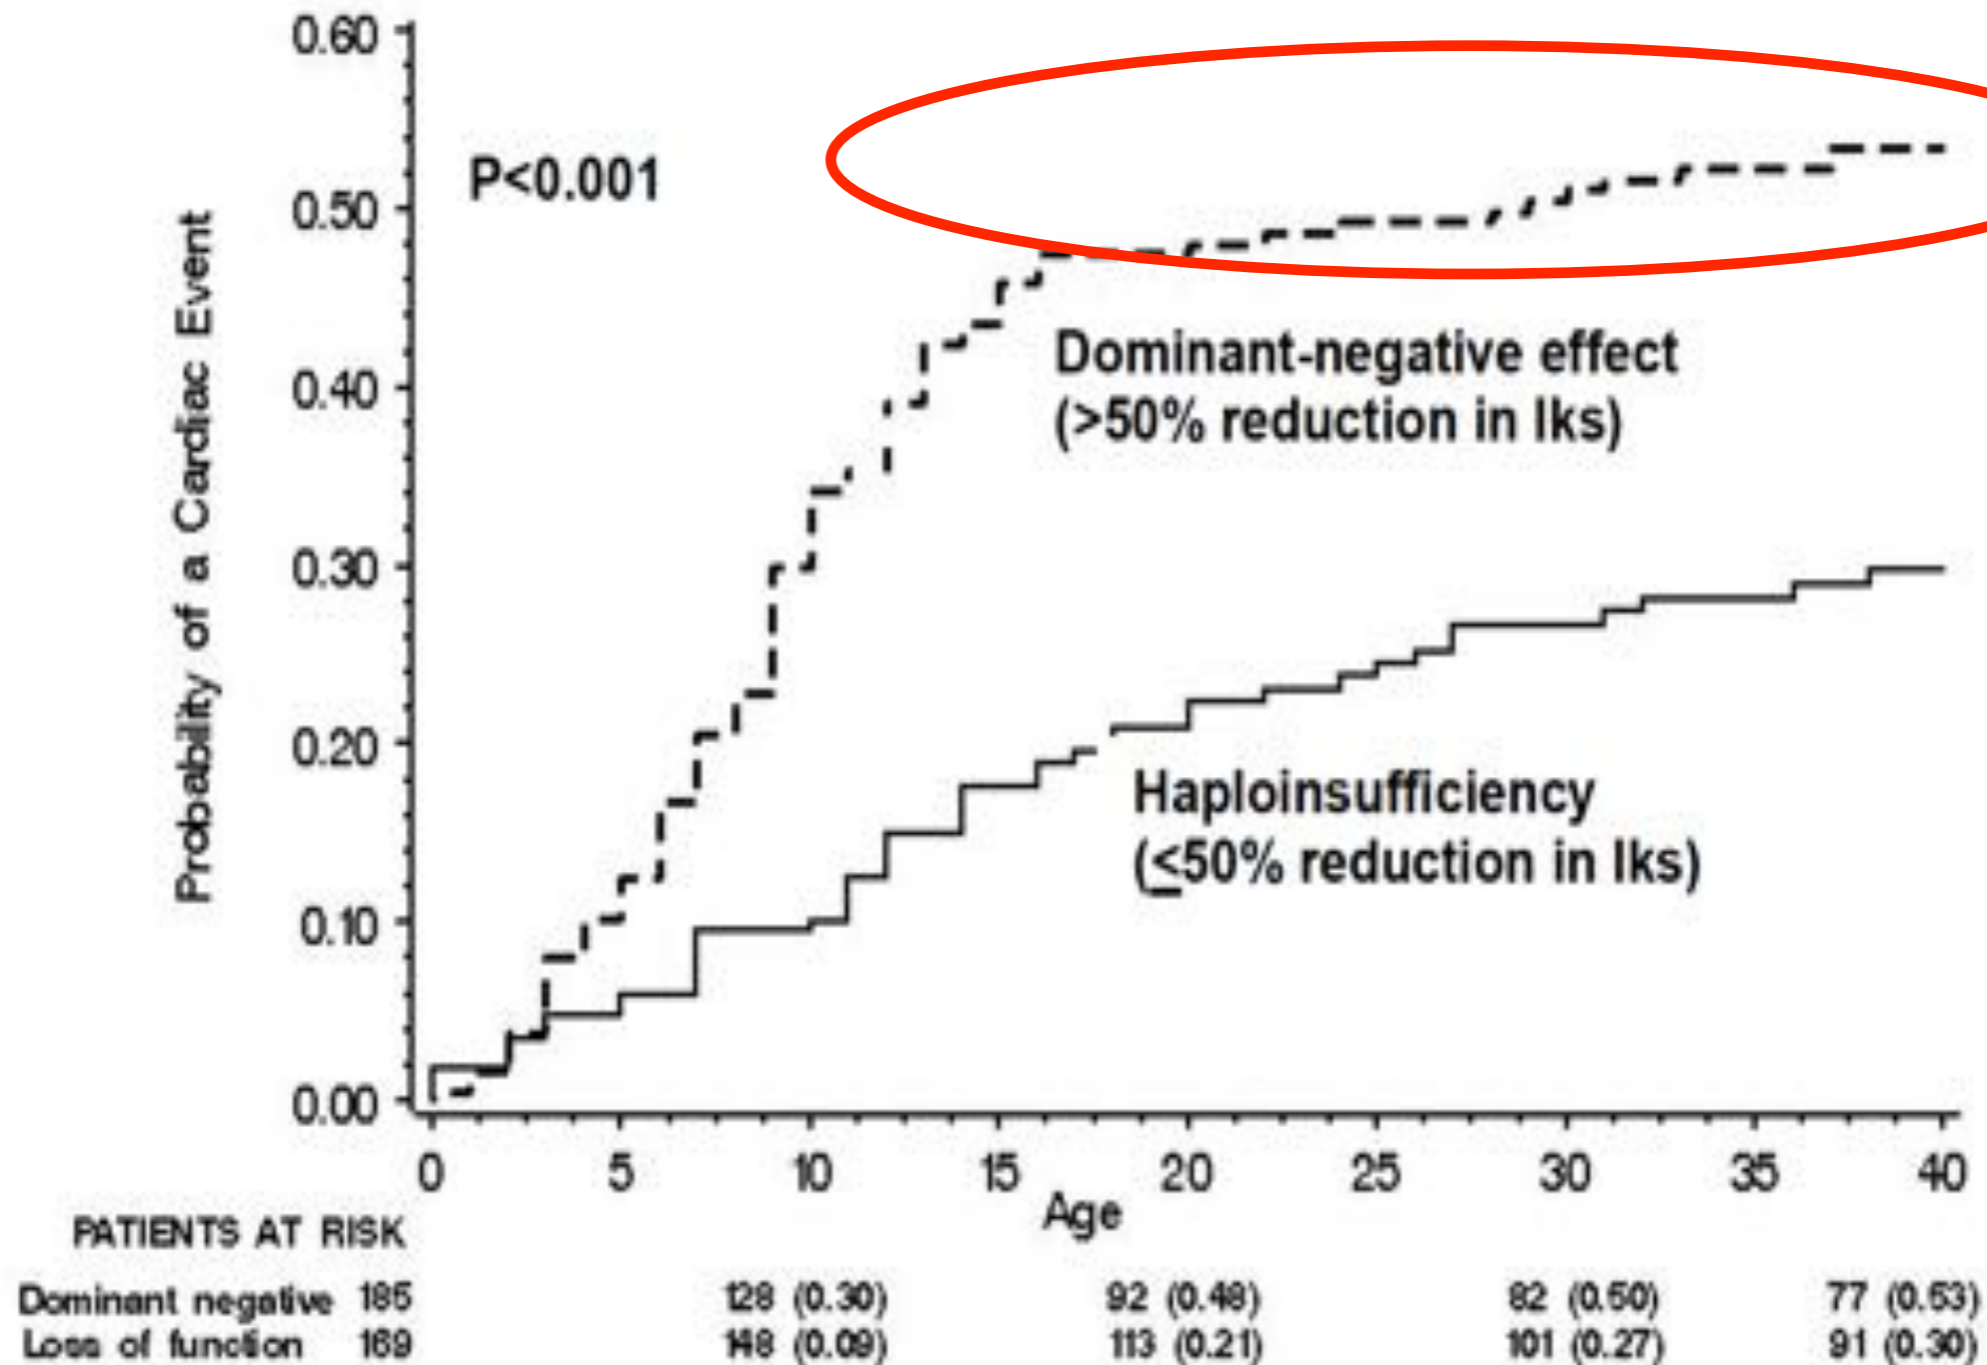 0.60
0.50
0.40
0.30
0.20
0.10
0.00
Probability of a Cardiac Event
P<0.001
Dominant-negative effect
(>50% reduction in Iks)
Haploinsufficiency
(≤50% reduction in Iks)
0 5 10 15 20 25 30 35 40
Age
PATIENTS AT RISK
Dominant negative 185 128 (0.30) 92 (0.48) 82 (0.50) 77 (0.53)
Loss of function 169 148 (0.09) 113 (0.21) 101 (0.27) 91 (0.30)